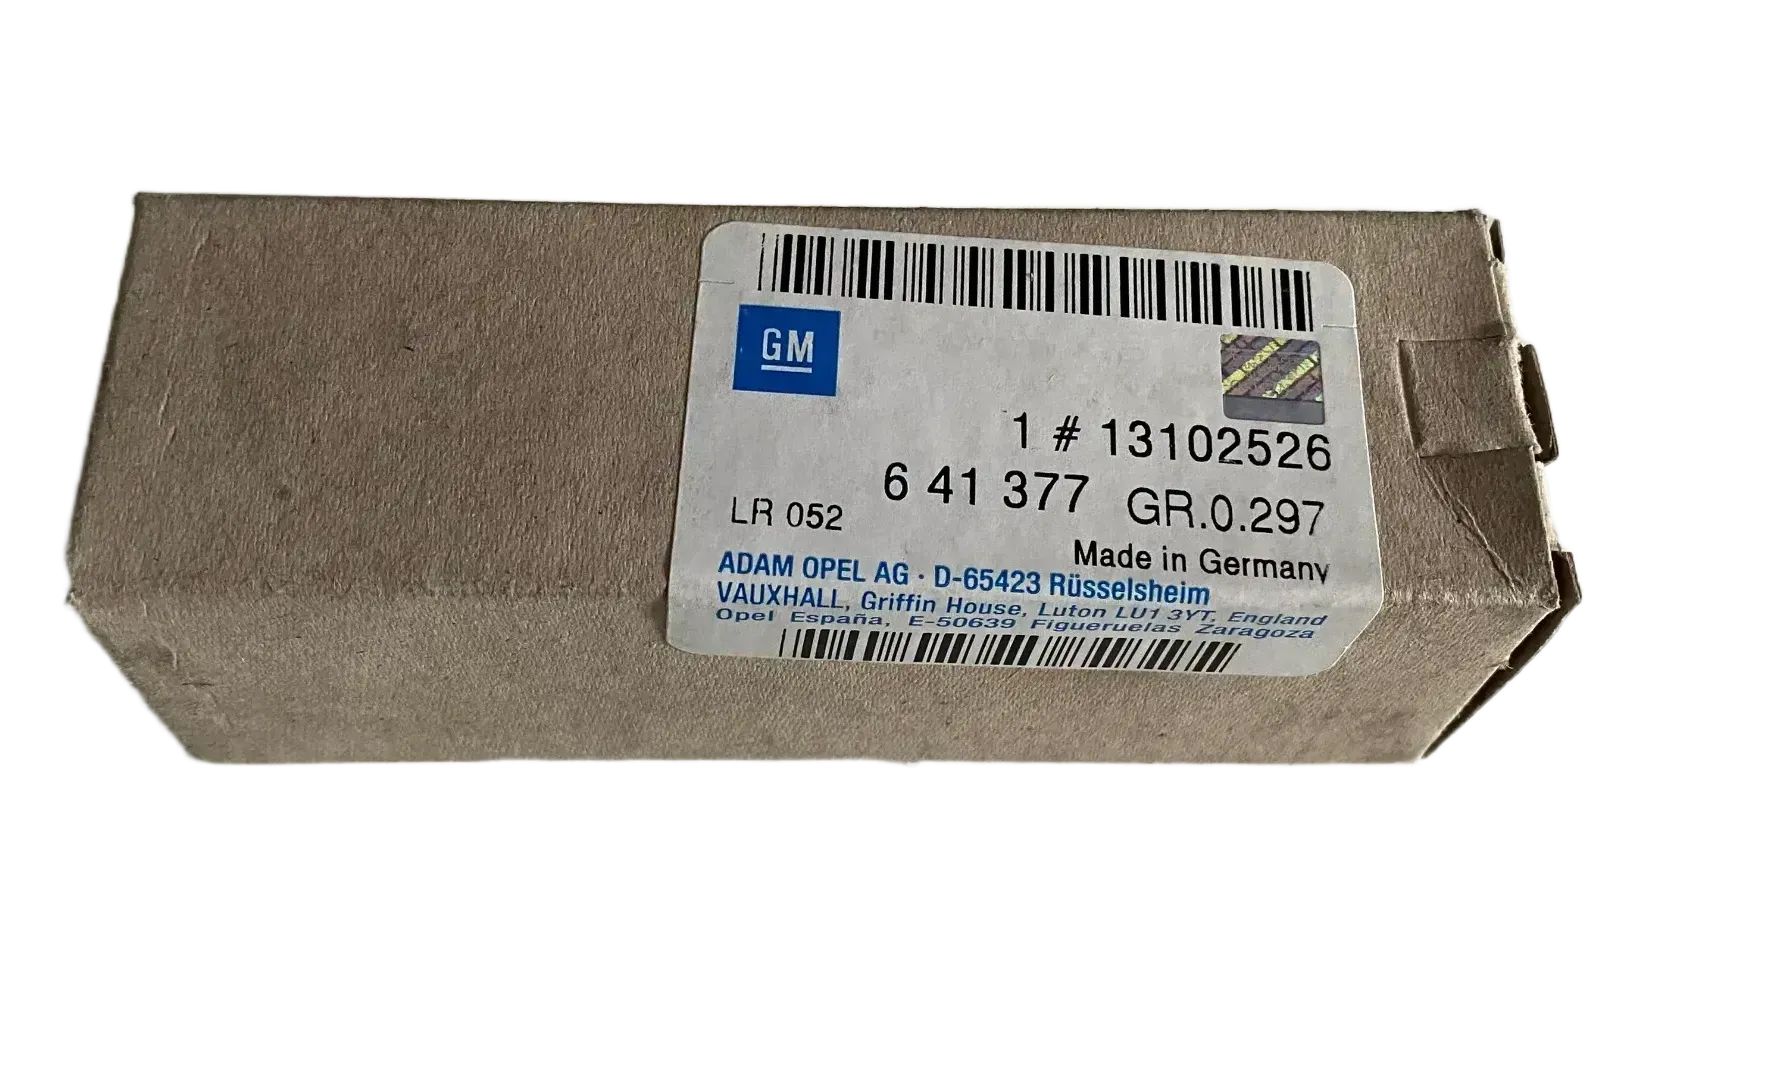 GM
1 # 13102526
6 41 377 GR.0.297
LR 052
Made in Germany
ADAM OPEL AG · D-65423 Rüsselsheim
VAUXHALL, Griffin House, Luton LU1 3YT, England
Opel España, E-50639 Figueruelas Zaragoza